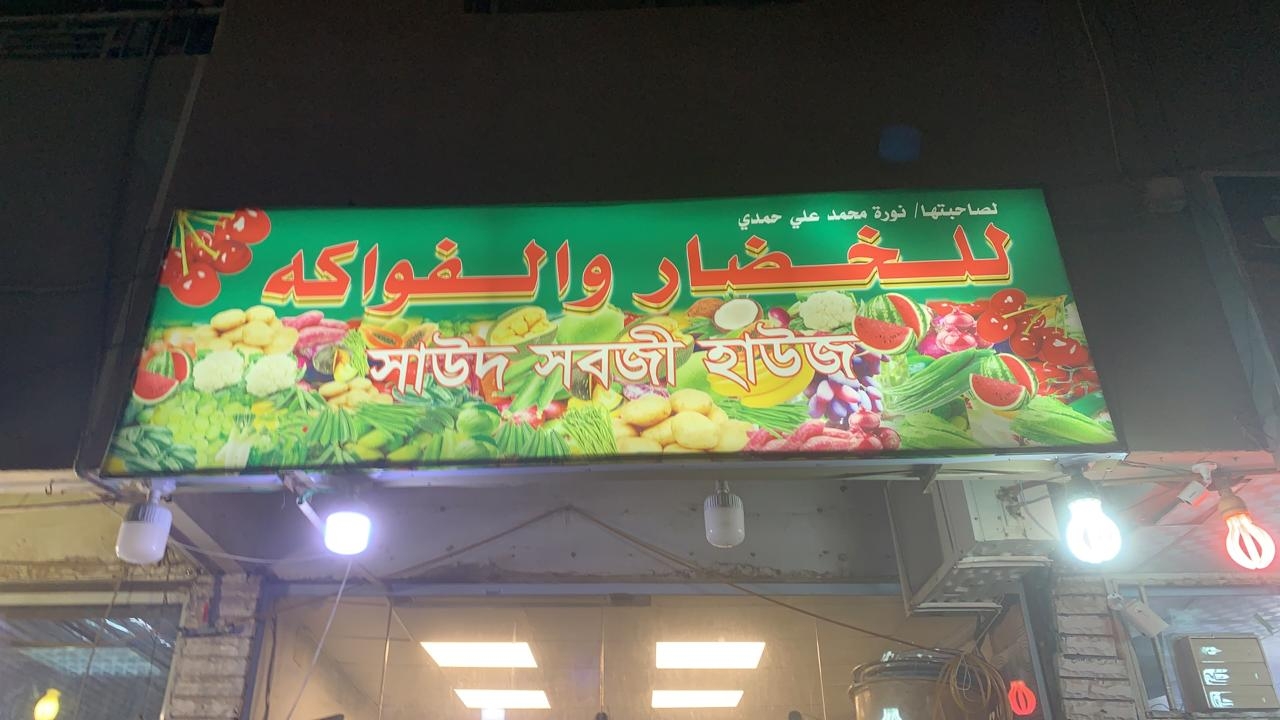 لصاحبتها/ نورة محمد علي حمدي
للخضار والفواكه
সাউদ সবজী হাউজ